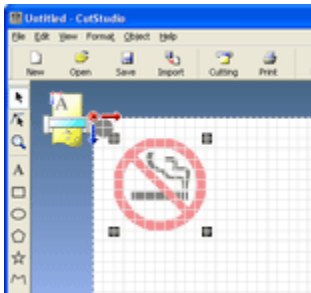 Untitled - CutStudio
File Edit View Format Object Help
New Open Save Import Cutting Print
A
A